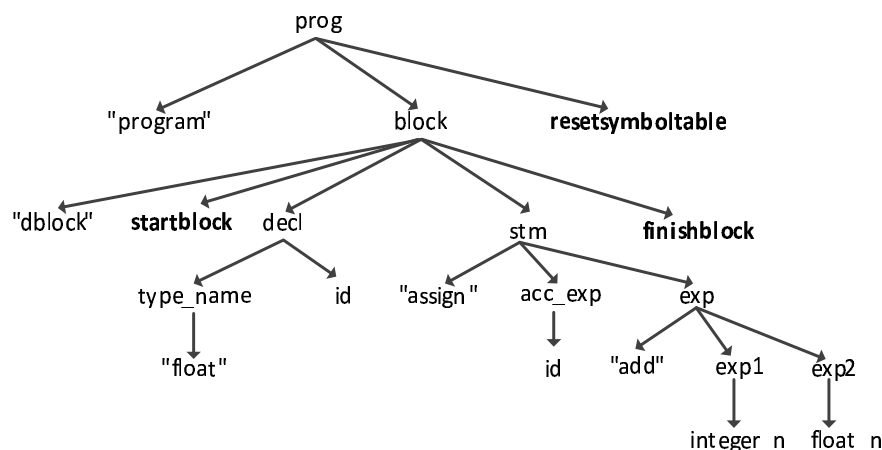 prog
"program" block resetsymboltable
"dblock" startblock decl stm finishblock
type_name id "assign" acc_exp exp
"float" id "add" exp1 exp2
integer_n float_n